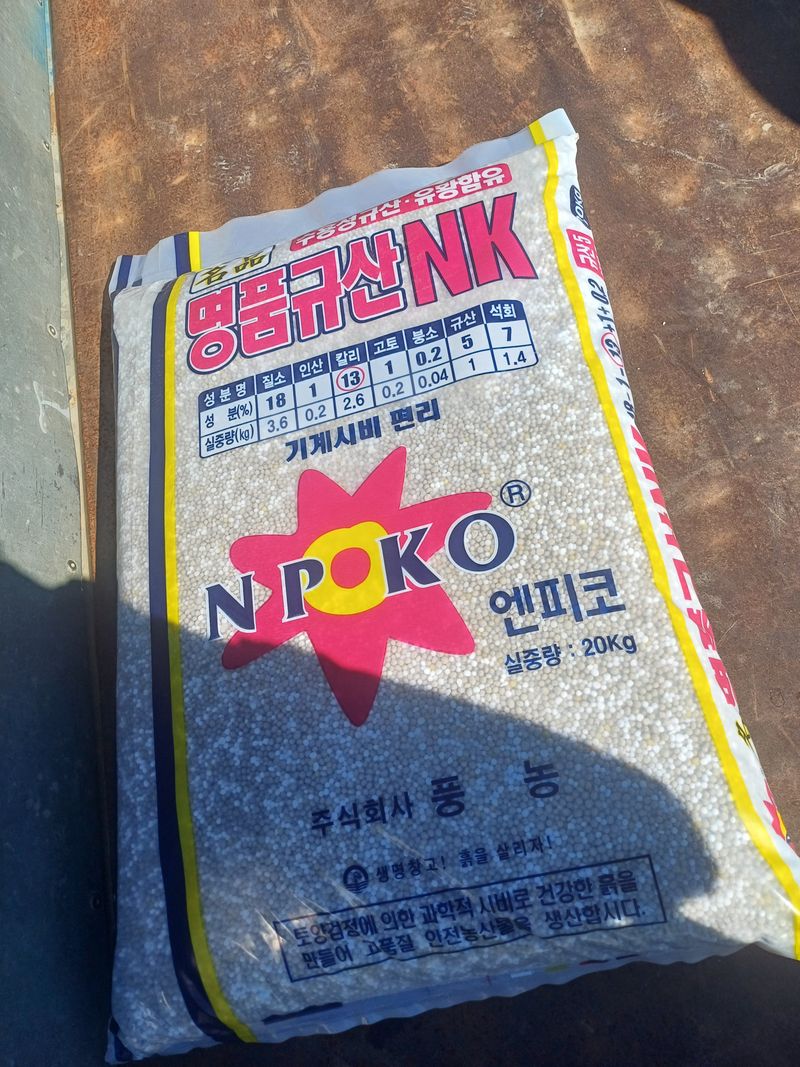 수용성규산·유황함유
名品
명품규산NK
성분명 질소 인산 칼리 고토 붕소 규산 석회
성 분(%) 18 1 13 1 0.2 5 7
실중량(kg) 3.6 0.2 2.6 0.2 0.04 1 1.4
기계시비 편리
NPOKO®
엔피코
실중량 : 20Kg
주식회사 풍 농
생명창고! 흙을 살리자!
토양검정에 의한 과학적 시비로 건강한 흙을
만들어 고품질 안전농산물을 생산합시다.